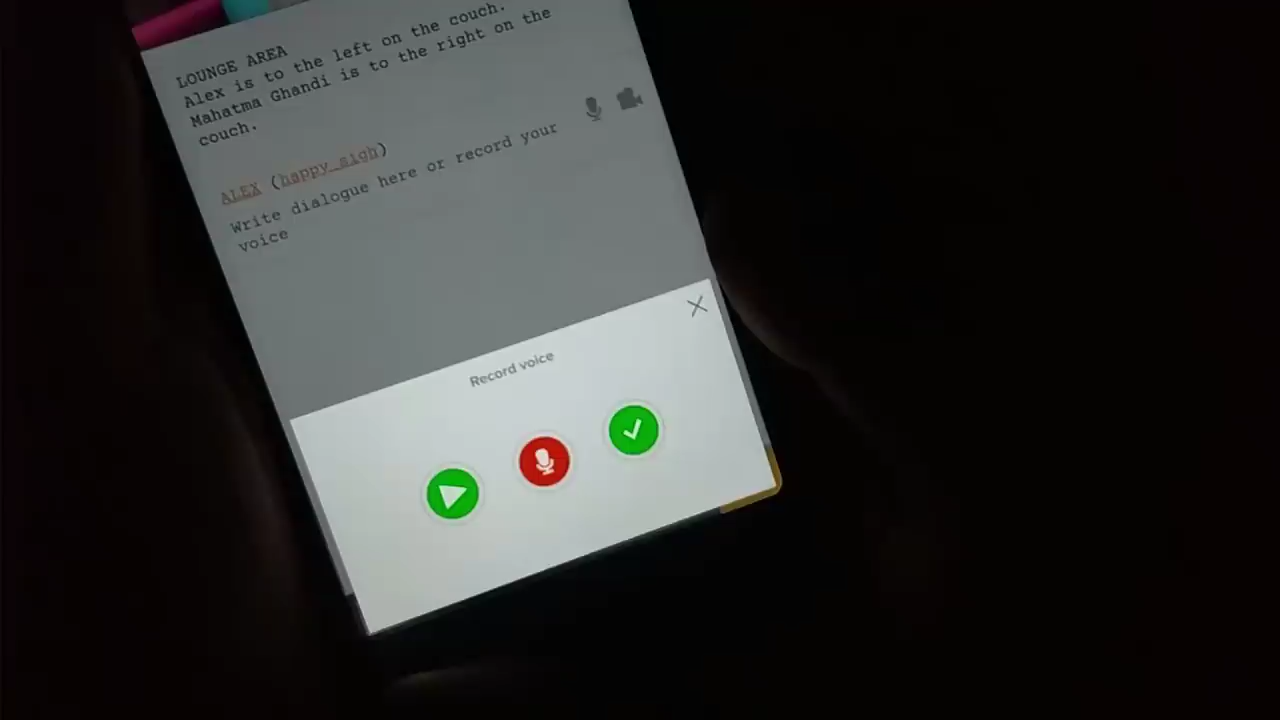 LOUNGE AREA
Alex is to the left on the couch.
Mahatma Ghandi is to the right on the
couch.
ALEX (happy_sigh)
Write dialogue here or record your
voice
Record voice